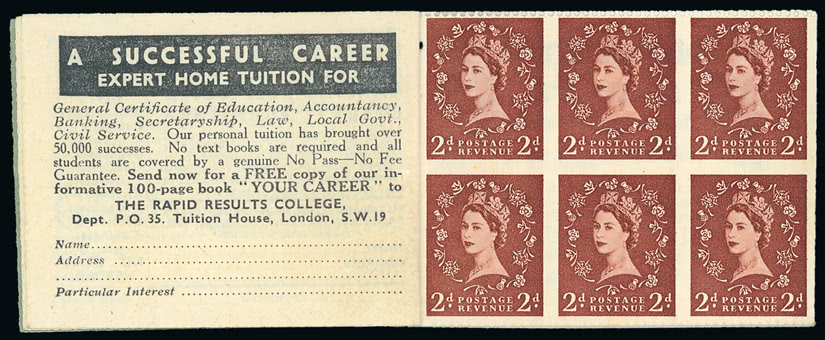 A SUCCESSFUL CAREER
EXPERT HOME TUITION FOR
General Certificate of Education, Accountancy,
Banking, Secretaryship, Law, Local Govt.,
Civil Service. Our personal tuition has brought over
50,000 successes. No text books are required and all
students are covered by a genuine No Pass—No Fee
Guarantee. Send now for a FREE copy of our in-
formative 100-page book "YOUR CAREER" to
THE RAPID RESULTS COLLEGE,
Dept. P.O. 35. Tuition House, London, S.W.19
Name
Address
Particular Interest
2d. POSTAGE REVENUE 2d.
2d. POSTAGE REVENUE 2d.
2d. POSTAGE REVENUE 2d.
2d. POSTAGE REVENUE 2d.
2d. POSTAGE REVENUE 2d.
2d. POSTAGE REVENUE 2d.